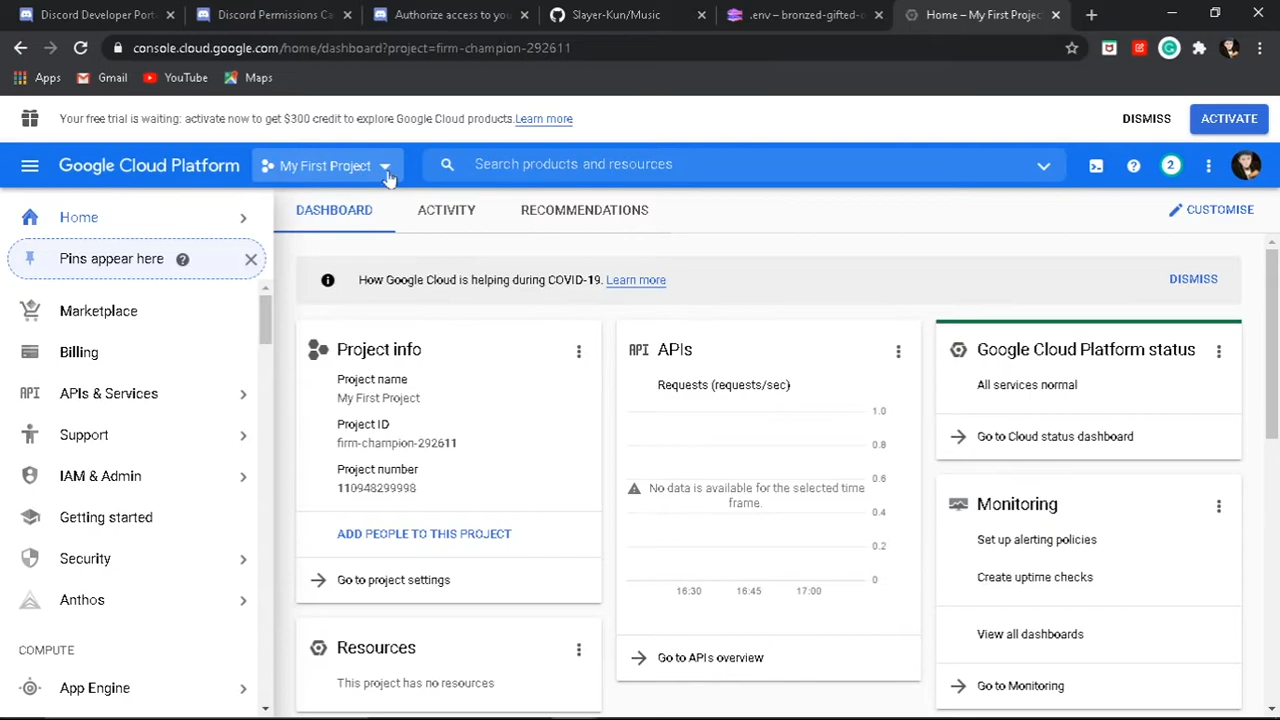 Discord Developer Port
Discord Permissions Ca
Authorize access to you
Slayer-Kun/Music
.env – bronzed-gifted-o
Home – My First Project
console.cloud.google.com/home/dashboard?project=firm-champion-292611
Apps
Gmail
YouTube
Maps
Your free trial is waiting: activate now to get $300 credit to explore Google Cloud products. Learn more
DISMISS
ACTIVATE
Google Cloud Platform
My First Project
Search products and resources
2
Home
DASHBOARD
ACTIVITY
RECOMMENDATIONS
CUSTOMISE
Pins appear here
How Google Cloud is helping during COVID-19. Learn more
DISMISS
Marketplace
Billing
APIs & Services
Support
IAM & Admin
Getting started
Security
Anthos
COMPUTE
App Engine
Project info
Project name
My First Project
Project ID
firm-champion-292611
Project number
110948299998
ADD PEOPLE TO THIS PROJECT
Go to project settings
Resources
This project has no resources
API APIs
Requests (requests/sec)
1.0
0.8
0.6
No data is available for the selected time
frame.
0.4
0.2
0
16:30
16:45
17:00
Go to APIs overview
Google Cloud Platform status
All services normal
Go to Cloud status dashboard
Monitoring
Set up alerting policies
Create uptime checks
View all dashboards
Go to Monitoring